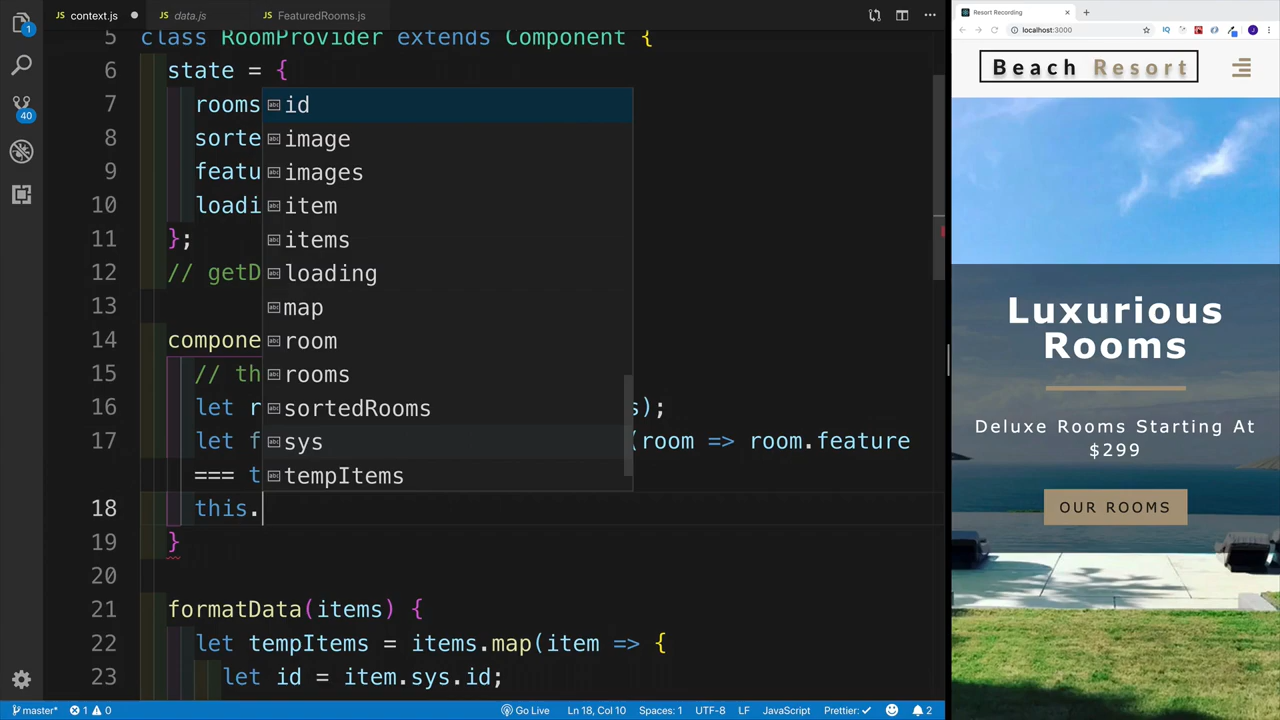 context.js
data.js
FeaturedRooms.js
Resort Recording
localhost:3000
Beach Resort
5 class RoomProvider extends Component {
6 state = {
7 rooms
8 sorte
9 featu
10 loadi
11 };
12 // getD
13
14 compone
15 // th
16 let r s);
17 let f (room => room.feature
=== t
18 this.
19 }
20
21 formatData(items) {
22 let tempItems = items.map(item => {
23 let id = item.sys.id;
id
image
images
item
items
loading
map
room
rooms
sortedRooms
sys
tempItems
1
40
Luxurious
Rooms
Deluxe Rooms Starting At
$299
OUR ROOMS
master* 1 0 Go Live Ln 18, Col 10 Spaces: 1 UTF-8 LF JavaScript Prettier: 2